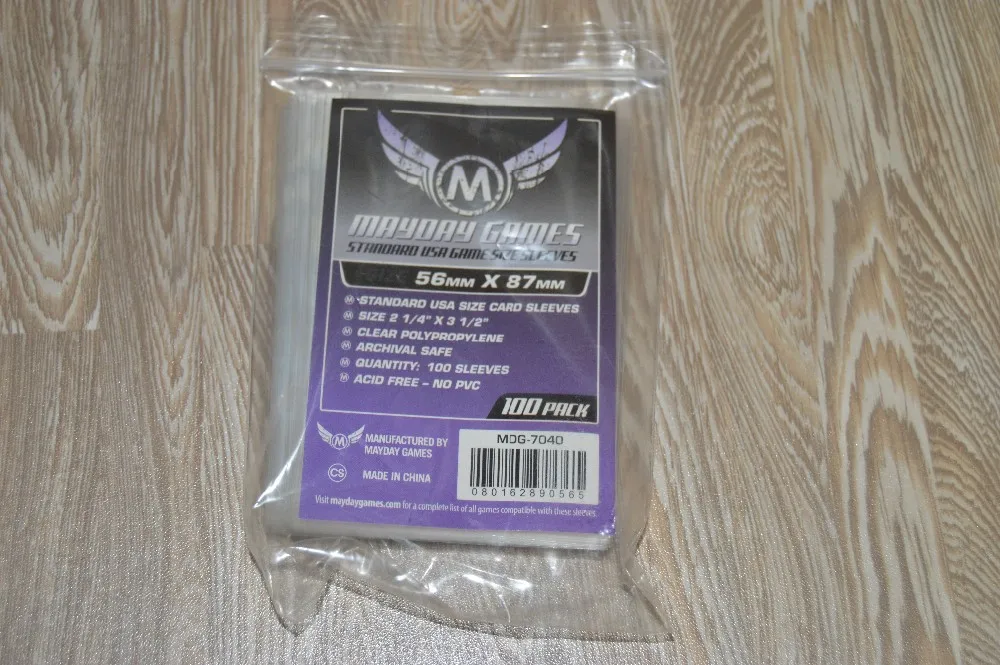 M
MAYDAY GAMES
STANDARD USA GAME SIZE SLEEVES
56MM X 87MM
STANDARD USA SIZE CARD SLEEVES
SIZE 2 1/4" X 3 1/2"
CLEAR POLYPROPYLENE
ARCHIVAL SAFE
QUANTITY: 100 SLEEVES
ACID FREE – NO PVC
100 PACK
M
MANUFACTURED BY
MAYDAY GAMES
CS
MADE IN CHINA
MDG-7040
080162890565
Visit maydaygames.com for a complete list of all games compatible with these sleeves.